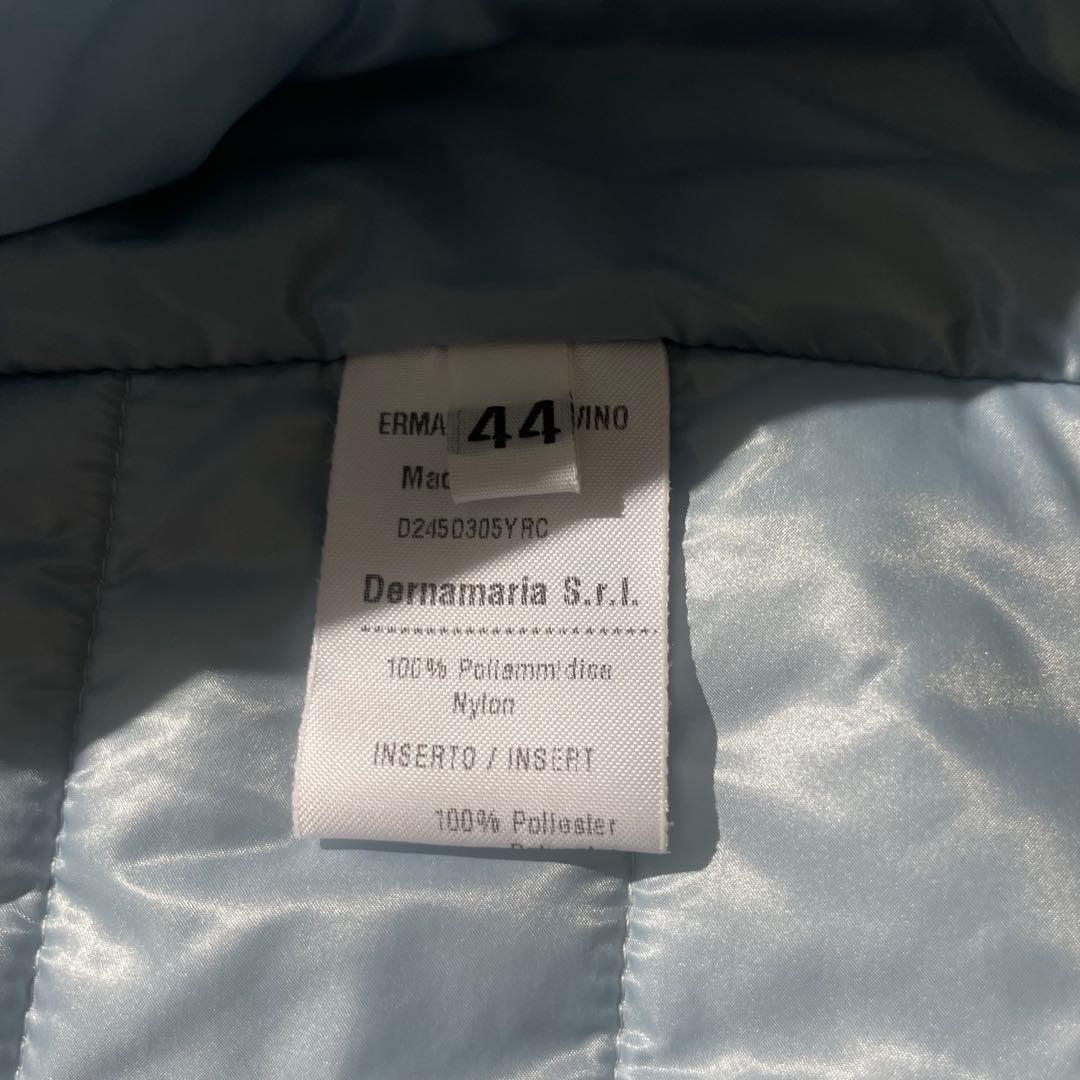 ERMA 44 VINO
Mad
D245D305YRC
Dernamaria S.r.l.
100% Poliammidica
Nylon
INSERTO / INSERT
100% Poliester